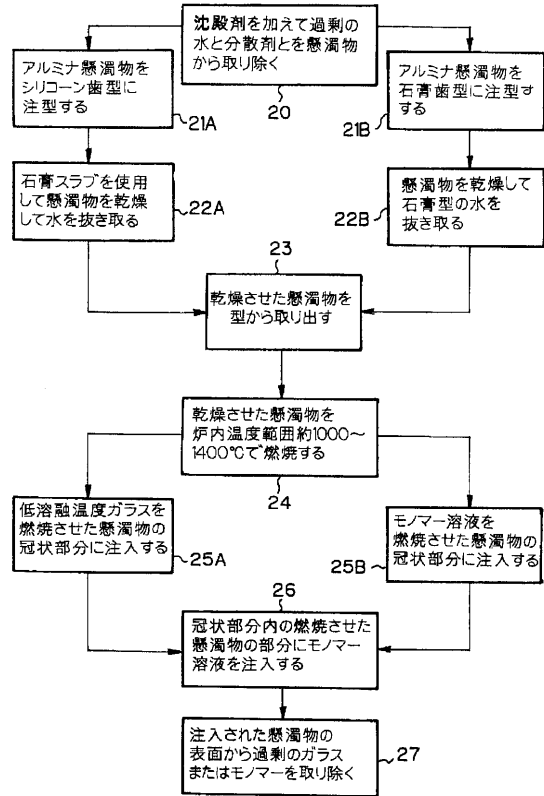 沈殿剤を加えて過剰の
水と分散剤とを懸濁物
から取り除く
20
アルミナ懸濁物を
シリコーン歯型に
注型する
21A
アルミナ懸濁物を
石膏歯型に注型す
する
21B
石膏スラブを使用
して懸濁物を乾燥
して水を抜き取る
22A
懸濁物を乾燥して
石膏型の水を
抜き取る
22B
23
乾燥させた懸濁物を
型から取り出す
乾燥させた懸濁物を
炉内温度範囲約1000〜
1400℃で燃焼する
24
低溶融温度ガラスを
燃焼させた懸濁物の
冠状部分に注入する
25A
モノマー溶液を
燃焼させた懸濁物の
冠状部分に注入する
25B
26
冠状部分内の燃焼させた
懸濁物の部分にモノマー
溶液を注入する
注入された懸濁物の
表面から過剰のガラス
またはモノマーを取り除く
27